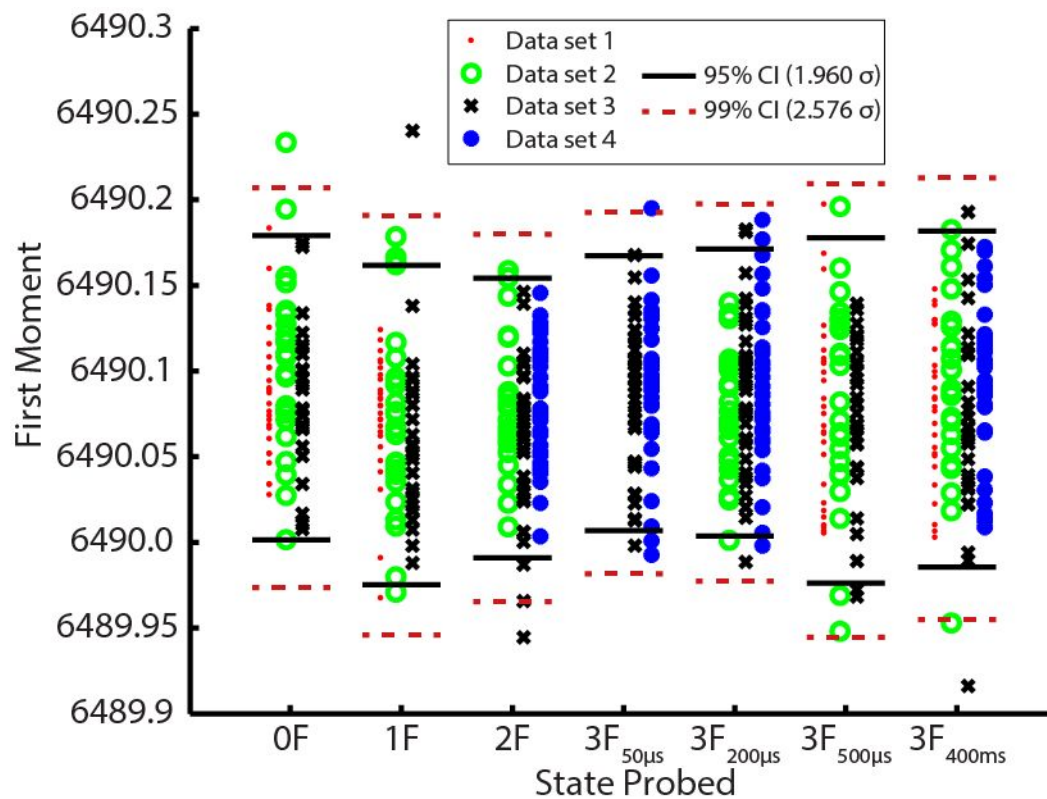 6490.3
6490.25
6490.2
6490.15
6490.1
6490.05
6490.0
6489.95
6489.9
First Moment
Data set 1
Data set 2
Data set 3
Data set 4
95% CI (1.960 σ)
99% CI (2.576 σ)
0F 1F 2F 3F50μs 3F200μs 3F500μs 3F400ms
State Probed